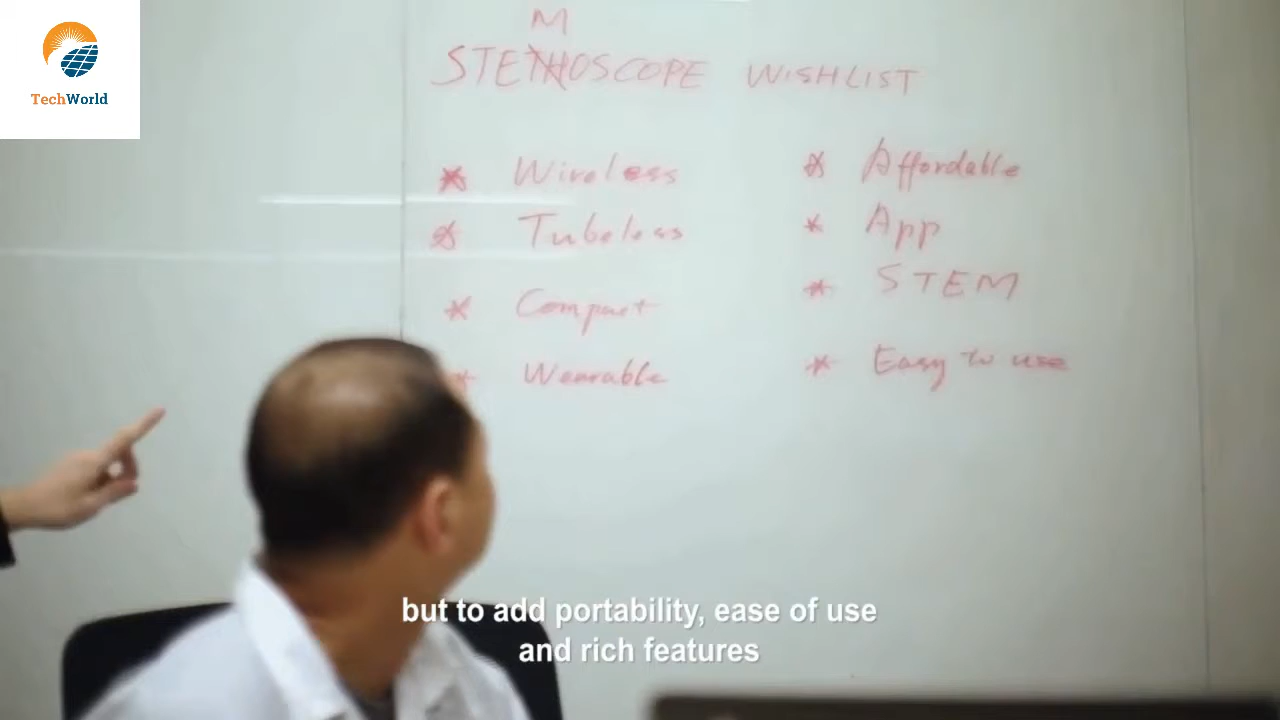 TechWorld
M
STETHOSCOPE WISHLIST
* Wireless
* Tubeless
* Compact
* Wearable
* Affordable
* App
* STEM
* Easy to use
but to add portability, ease of use
and rich features